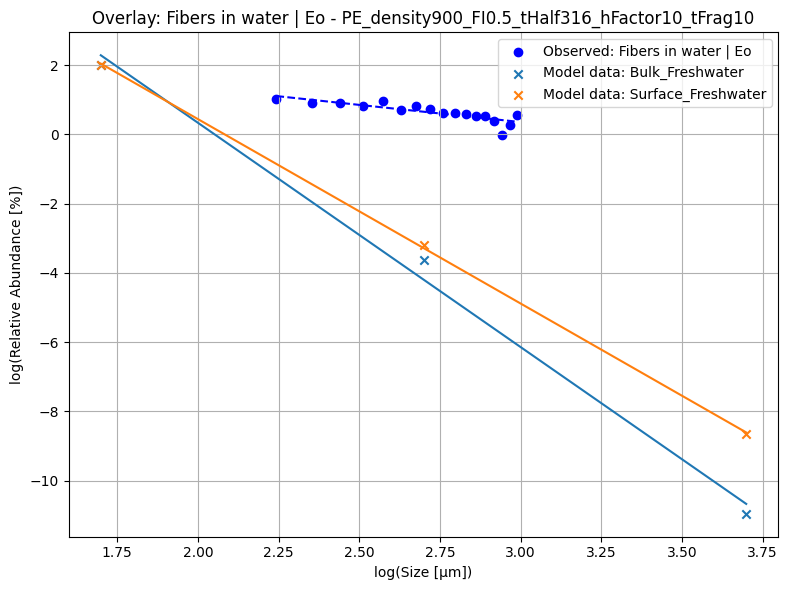 Overlay: Fibers in water | Eo - PE_density900_FI0.5_tHalf316_hFactor10_tFrag10
Observed: Fibers in water | Eo
Model data: Bulk_Freshwater
Model data: Surface_Freshwater
log(Relative Abundance [%])
2
0
−2
−4
−6
−8
−10
1.75 2.00 2.25 2.50 2.75 3.00 3.25 3.50 3.75
log(Size [µm])